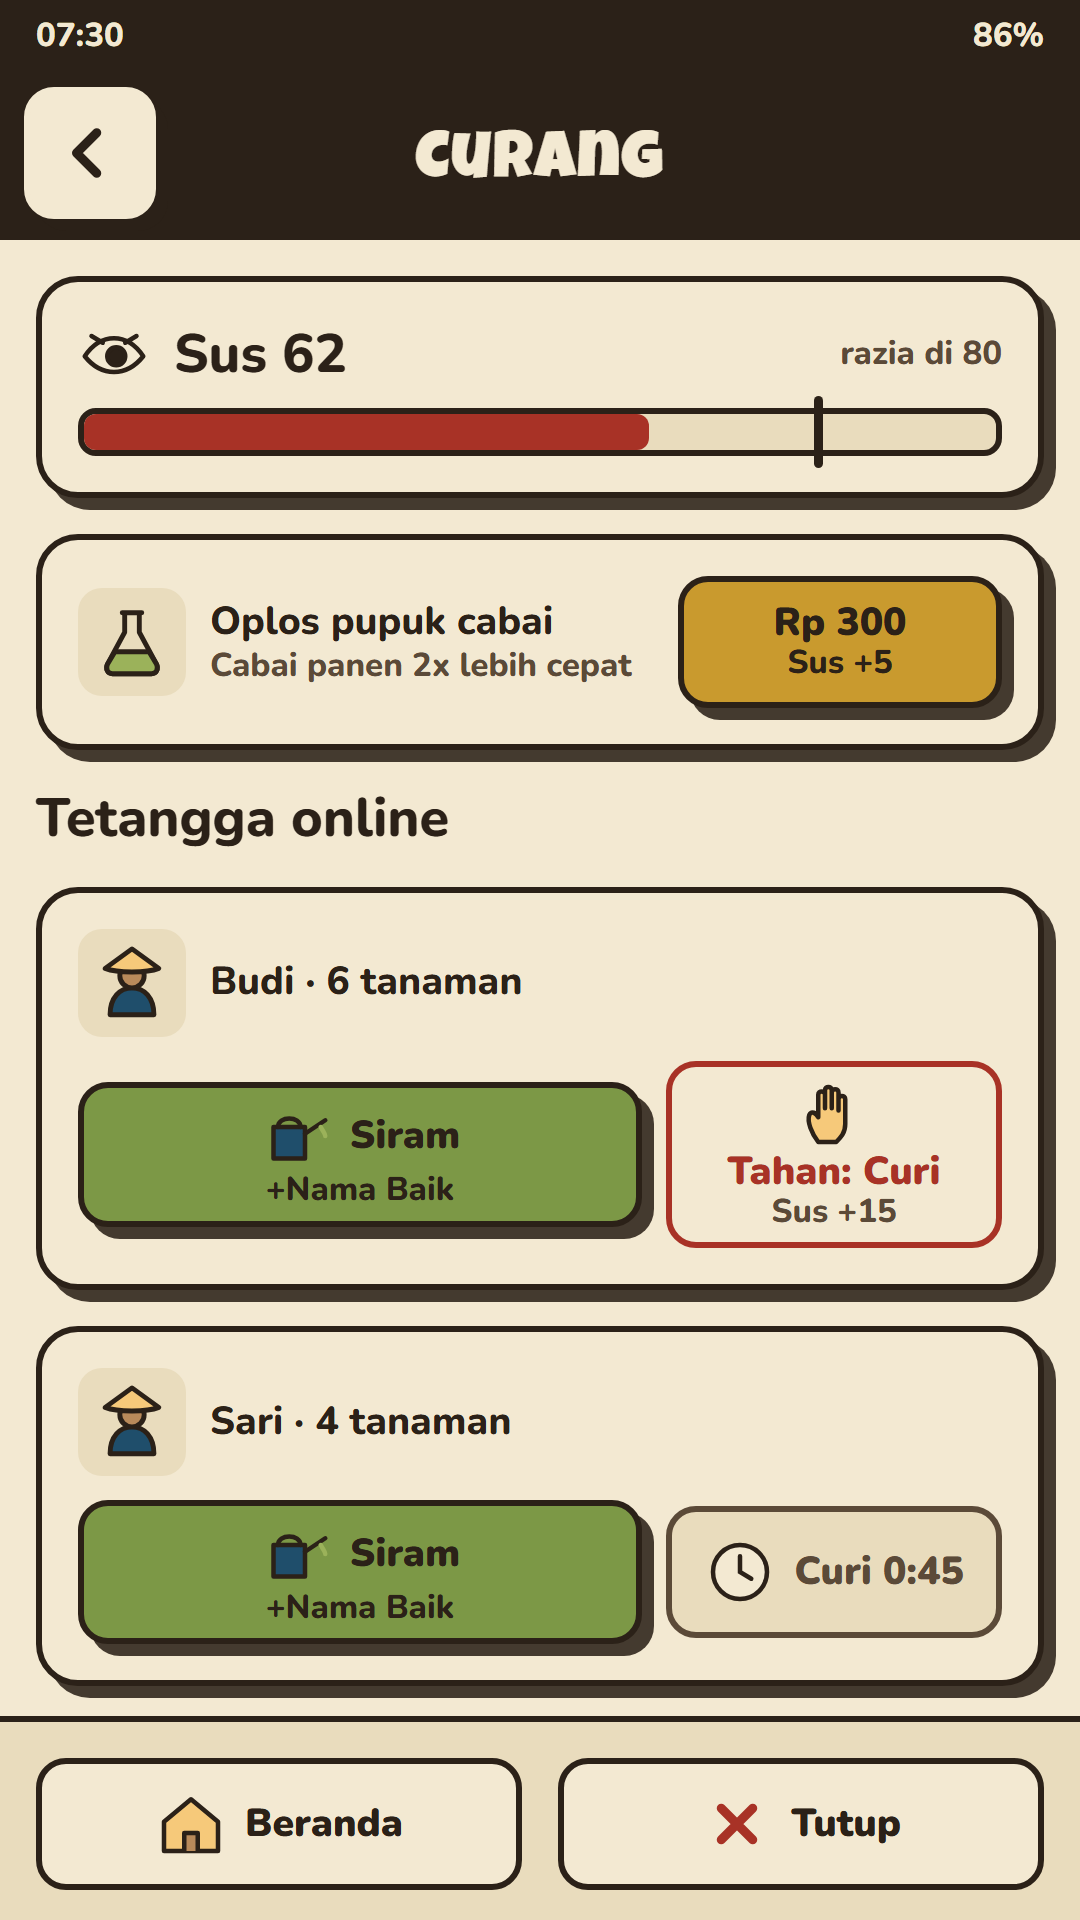 07:30
86%
CURANG
Sus 62
razia di 80
Oplos pupuk cabai
Cabai panen 2x lebih cepat
Rp 300
Sus +5
Tetangga online
Budi · 6 tanaman
Siram
+Nama Baik
Tahan: Curi
Sus +15
Sari · 4 tanaman
Siram
+Nama Baik
Curi 0:45
Beranda
Tutup